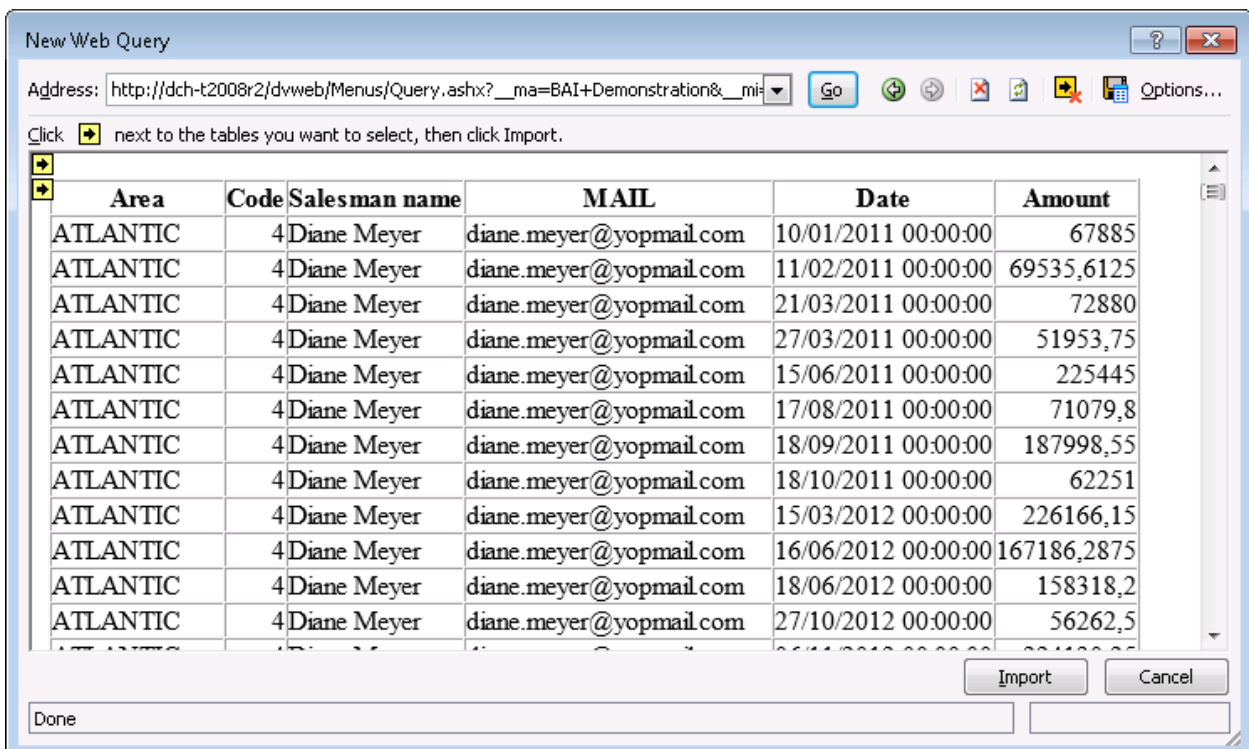 New Web Query
Address: http://dch-t2008r2/dvweb/Menus/Query.ashx?__ma=BAI+Demonstration&__mi= Go Options...
Click next to the tables you want to select, then click Import.
Area Code Salesman name MAIL Date Amount
ATLANTIC 4 Diane Meyer diane.meyer@yopmail.com 10/01/2011 00:00:00 67885
ATLANTIC 4 Diane Meyer diane.meyer@yopmail.com 11/02/2011 00:00:00 69535,6125
ATLANTIC 4 Diane Meyer diane.meyer@yopmail.com 21/03/2011 00:00:00 72880
ATLANTIC 4 Diane Meyer diane.meyer@yopmail.com 27/03/2011 00:00:00 51953,75
ATLANTIC 4 Diane Meyer diane.meyer@yopmail.com 15/06/2011 00:00:00 225445
ATLANTIC 4 Diane Meyer diane.meyer@yopmail.com 17/08/2011 00:00:00 71079,8
ATLANTIC 4 Diane Meyer diane.meyer@yopmail.com 18/09/2011 00:00:00 187998,55
ATLANTIC 4 Diane Meyer diane.meyer@yopmail.com 18/10/2011 00:00:00 62251
ATLANTIC 4 Diane Meyer diane.meyer@yopmail.com 15/03/2012 00:00:00 226166,15
ATLANTIC 4 Diane Meyer diane.meyer@yopmail.com 16/06/2012 00:00:00 167186,2875
ATLANTIC 4 Diane Meyer diane.meyer@yopmail.com 18/06/2012 00:00:00 158318,2
ATLANTIC 4 Diane Meyer diane.meyer@yopmail.com 27/10/2012 00:00:00 56262,5
Import Cancel
Done